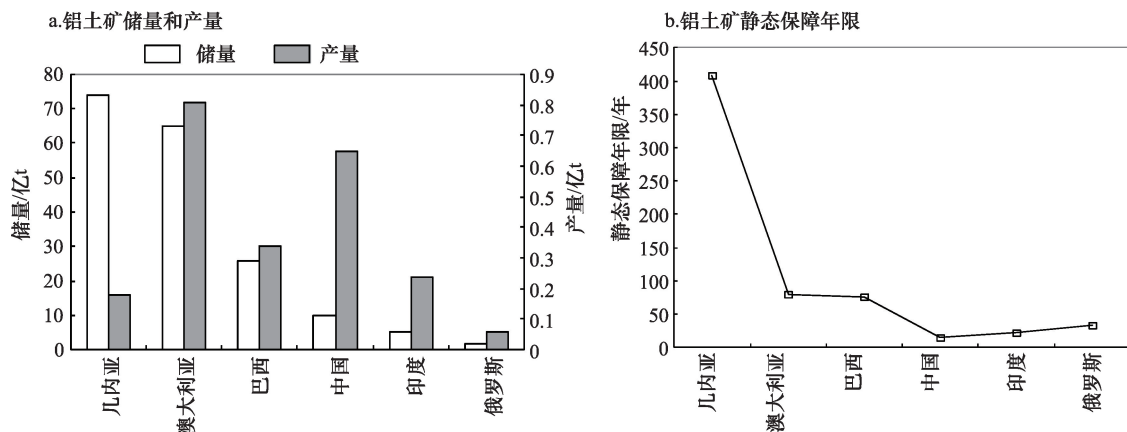 a.铝土矿储量和产量
储量 产量
储量/亿t
80
70
60
50
40
30
20
10
0
产量/亿t
0.9
0.8
0.7
0.6
0.5
0.4
0.3
0.2
0.1
0
几内亚
澳大利亚
巴西
中国
印度
俄罗斯
b.铝土矿静态保障年限
静态保障年限/年
450
400
350
300
250
200
150
100
50
0
几内亚
澳大利亚
巴西
中国
印度
俄罗斯